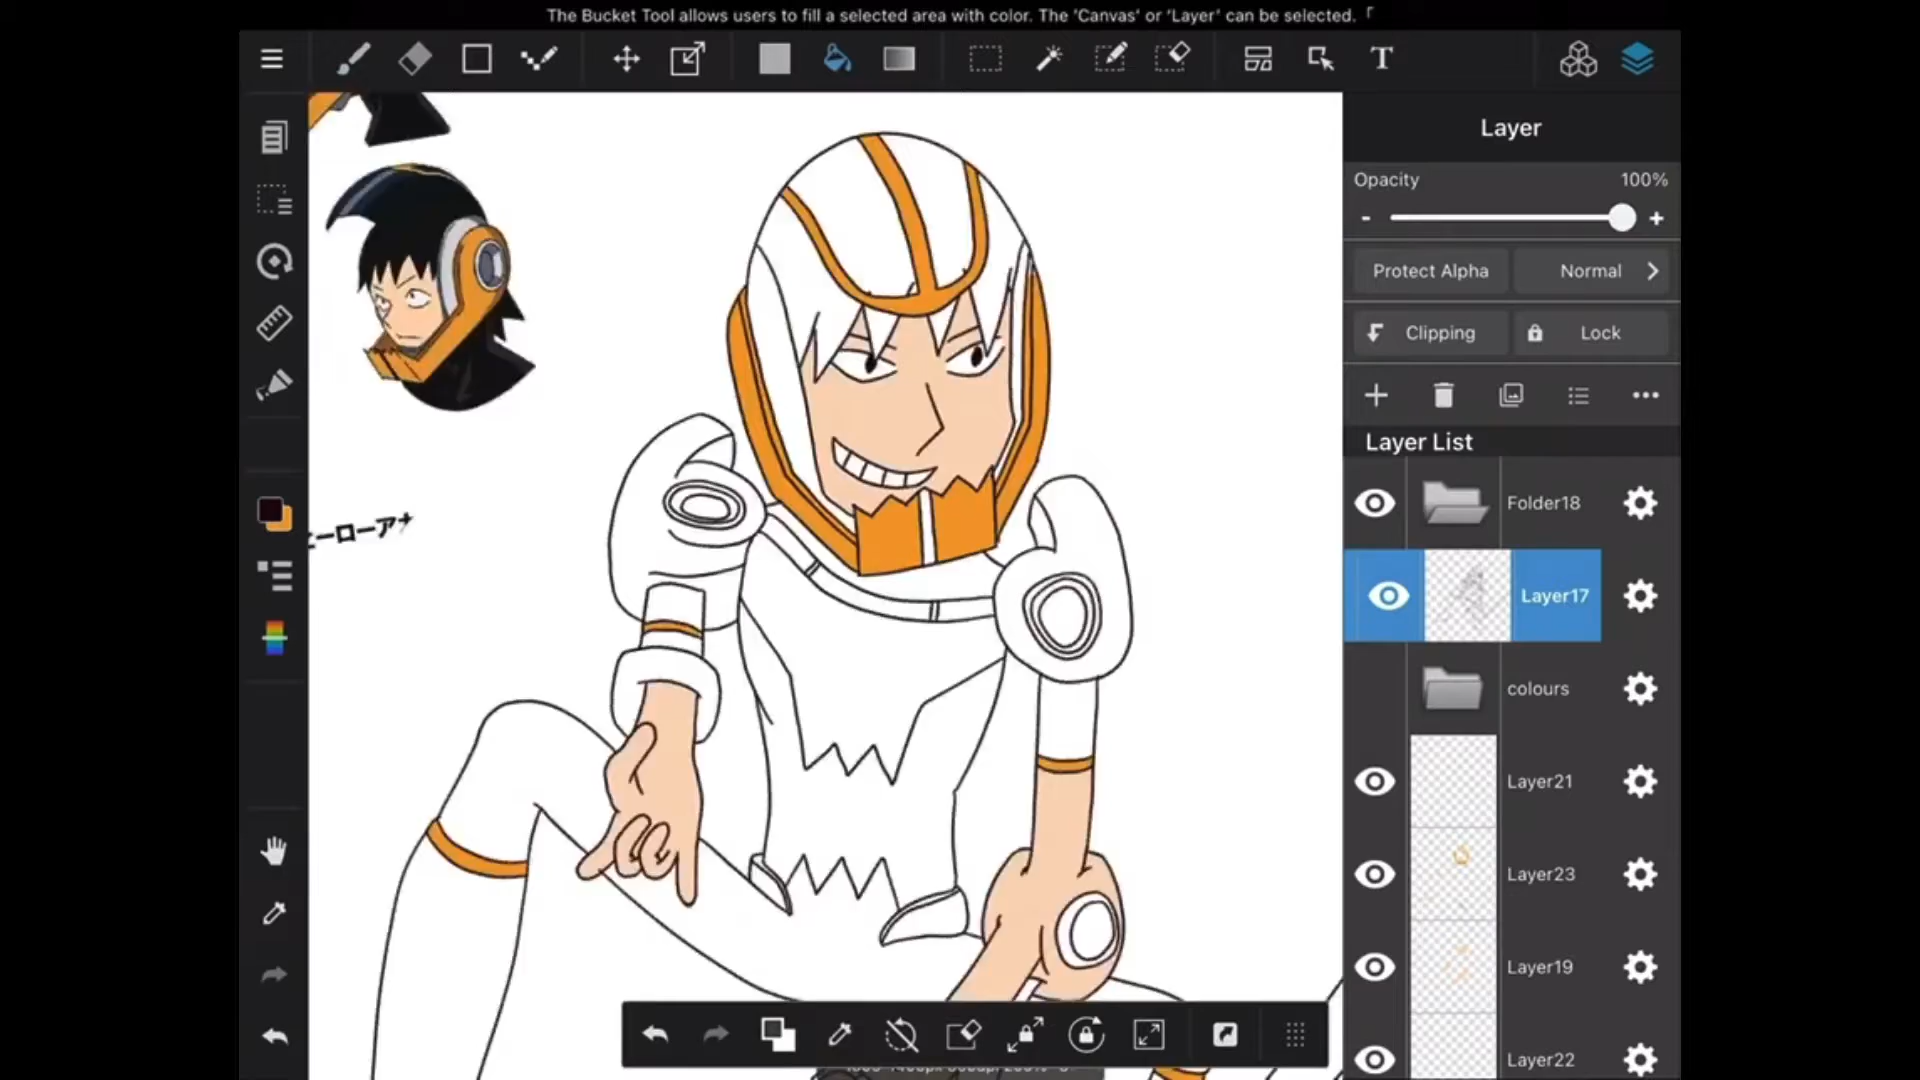 The Bucket Tool allows users to fill a selected area with color. The 'Canvas' or 'Layer' can be selected.「
T
Layer
Opacity
100%
- +
Protect Alpha
Normal
Clipping
Lock
Layer List
Folder18
Layer17
colours
Layer21
Layer23
Layer19
Layer22
ーローアカ